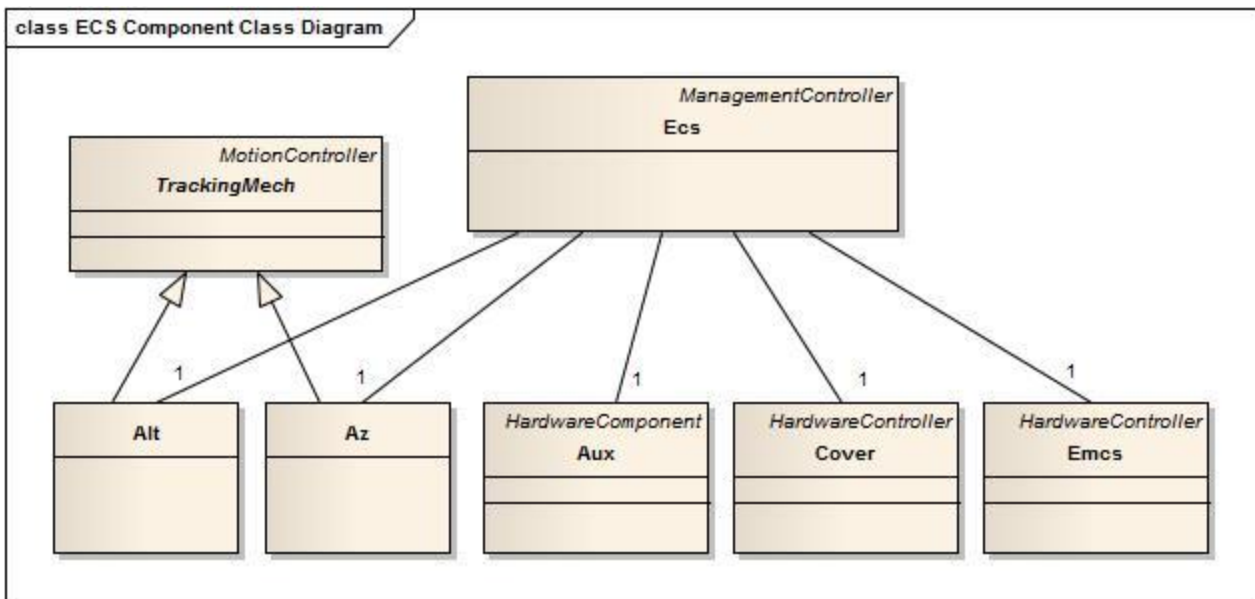 class ECS Component Class Diagram
ManagementController
Ecs
MotionController
TrackingMech
1
1
1
1
1
Alt
Az
HardwareComponent
Aux
HardwareController
Cover
HardwareController
Emcs